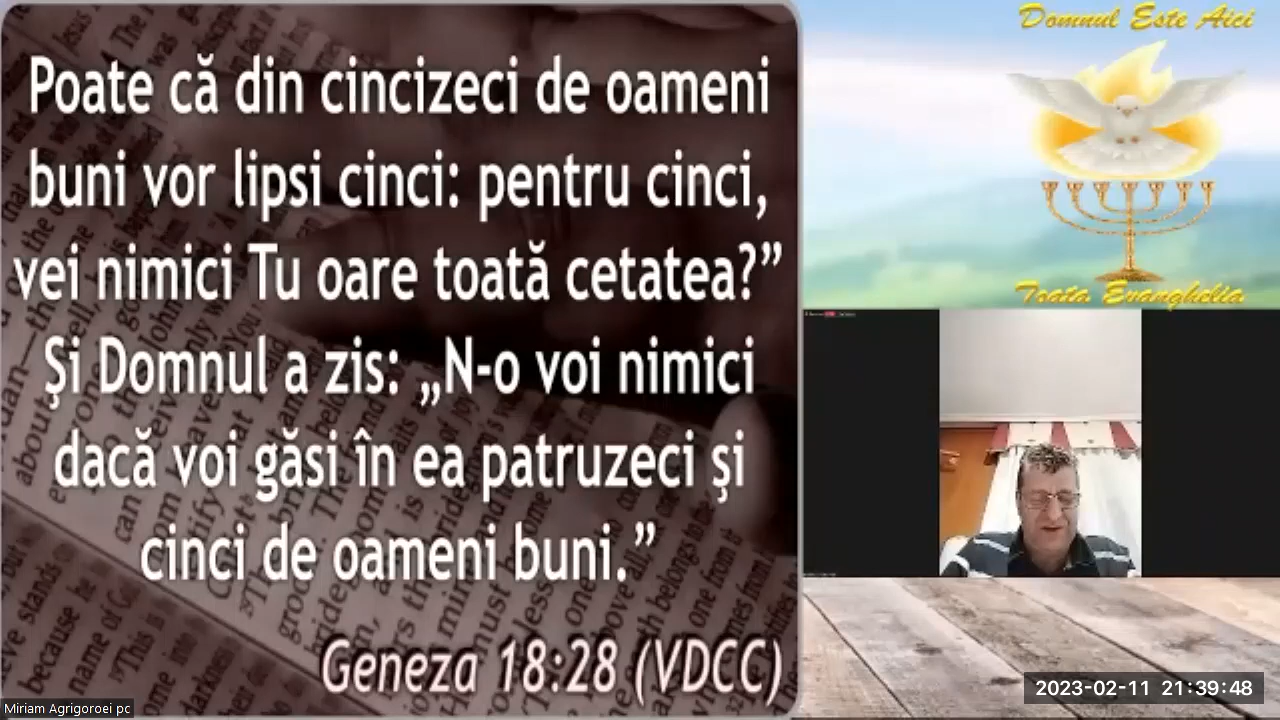 Poate că din cincizeci de oameni
buni vor lipsi cinci: pentru cinci,
vei nimici Tu oare toată cetatea?”
Şi Domnul a zis: „N-o voi nimici
dacă voi găsi în ea patruzeci şi
cinci de oameni buni.”
Geneza 18:28 (VDCC)
Miriam Agrigoroei pc
Domnul Este Aici
Toata Evanghelia
2023-02-11 21:39:48